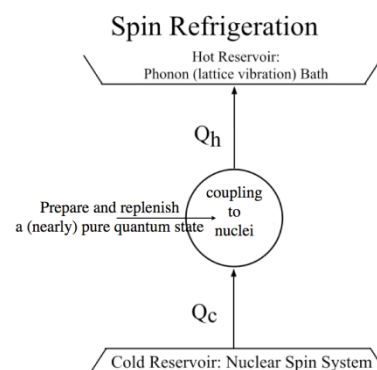 Spin Refrigeration
Hot Reservoir:
Phonon (lattice vibration) Bath
Qh
coupling
to
nuclei
Prepare and replenish
a (nearly) pure quantum state
Qc
Cold Reservoir: Nuclear Spin System